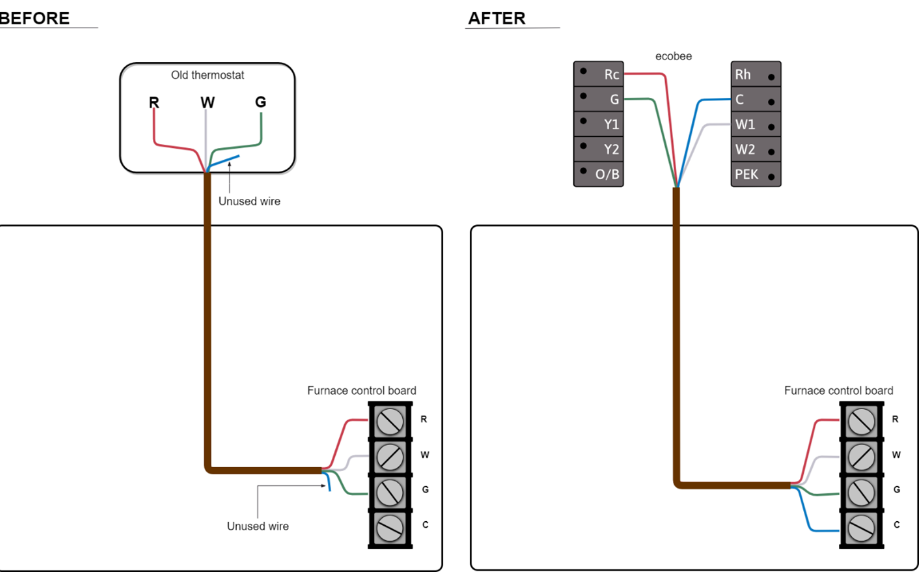 BEFORE
Old thermostat
R W G
Unused wire
Furnace control board
R
W
G
C
Unused wire
AFTER
ecobee
Rc
G
Y1
Y2
O/B
Rh
C
W1
W2
PEK
Furnace control board
R
W
G
C